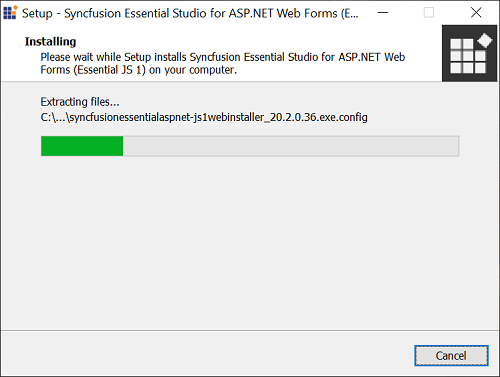 Setup - Syncfusion Essential Studio for ASP.NET Web Forms (E...
Installing
Please wait while Setup installs Syncfusion Essential Studio for ASP.NET Web
Forms (Essential JS 1) on your computer.
Extracting files...
C:\...\syncfusionessentialaspnet-js1webinstaller_20.2.0.36.exe.config
Cancel